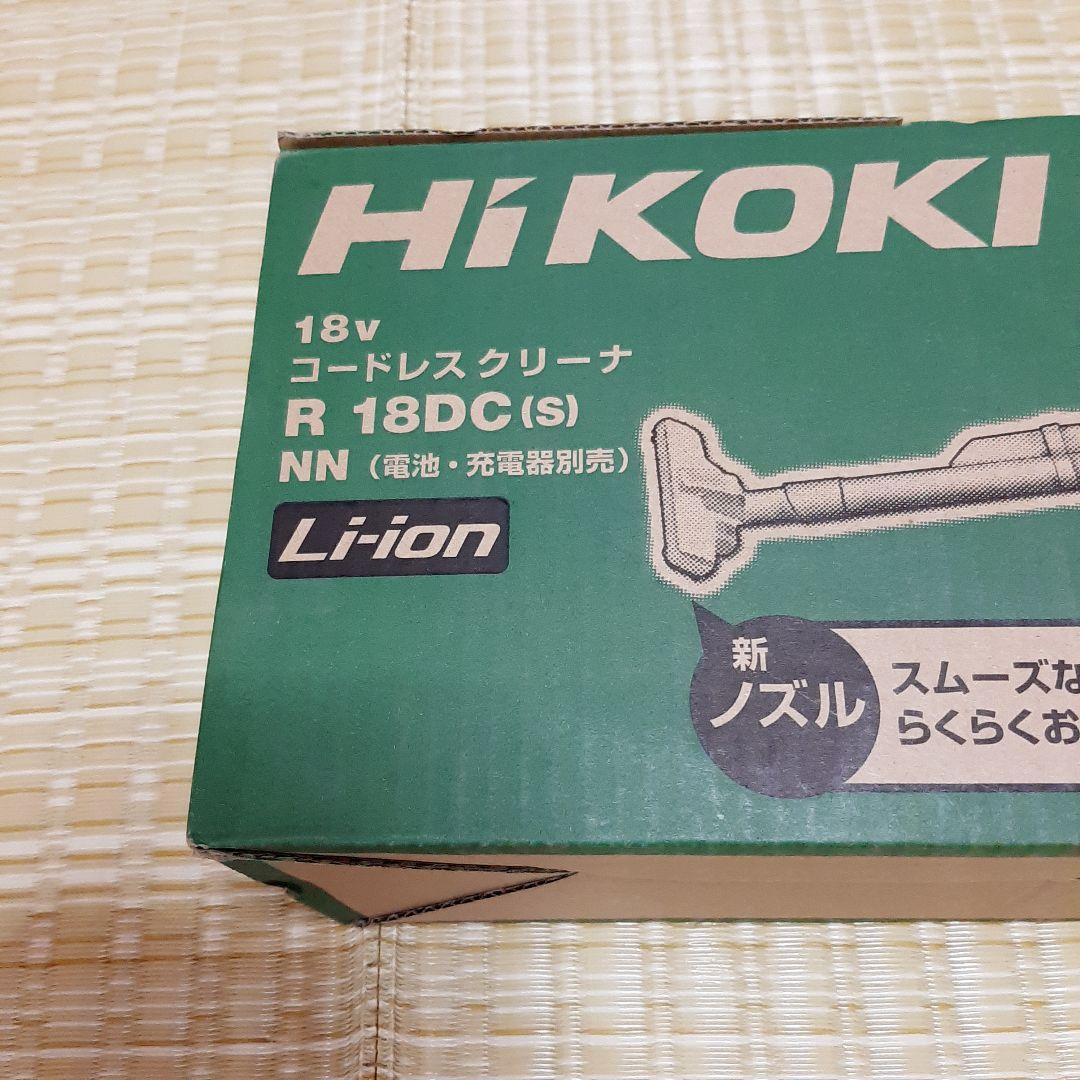 HiKOKI
18v
コードレスクリーナ
R 18DC(S)
NN（電池・充電器別売）
Li-ion
新
ノズル
スムーズな
らくらくお